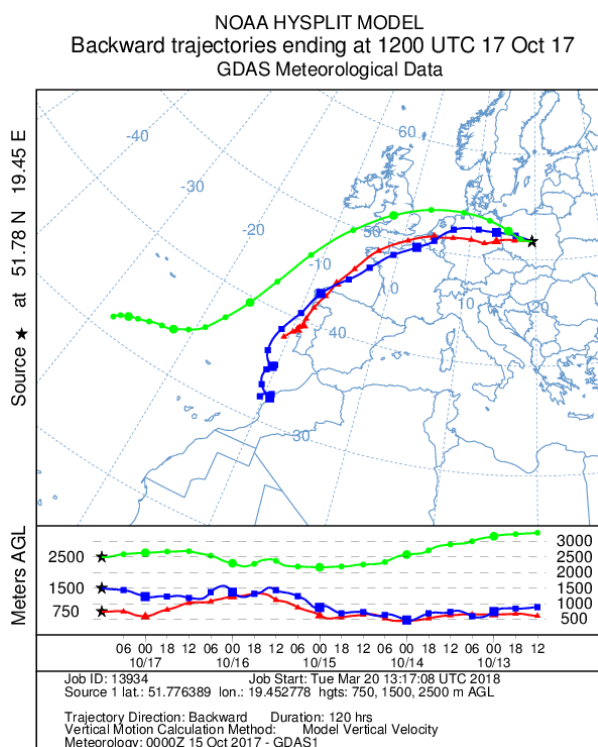 NOAA HYSPLIT MODEL
Backward trajectories ending at 1200 UTC 17 Oct 17
GDAS Meteorological Data
Source ★ at 51.78 N 19.45 E
-40
-30
-20
-10
0
10
20
30
40
50
60
Meters AGL
2500
1500
750
3000
2500
2000
1500
1000
500
06 00 18 12 06 00 18 12 06 00 18 12 06 00 18 12 06 00 18 12
10/17 10/16 10/15 10/14 10/13
Job ID: 13934 Job Start: Tue Mar 20 13:17:08 UTC 2018
Source 1 lat.: 51.776389 lon.: 19.452778 hgts: 750, 1500, 2500 m AGL
Trajectory Direction: Backward Duration: 120 hrs
Vertical Motion Calculation Method: Model Vertical Velocity
Meteorology: 0000Z 15 Oct 2017 - GDAS1